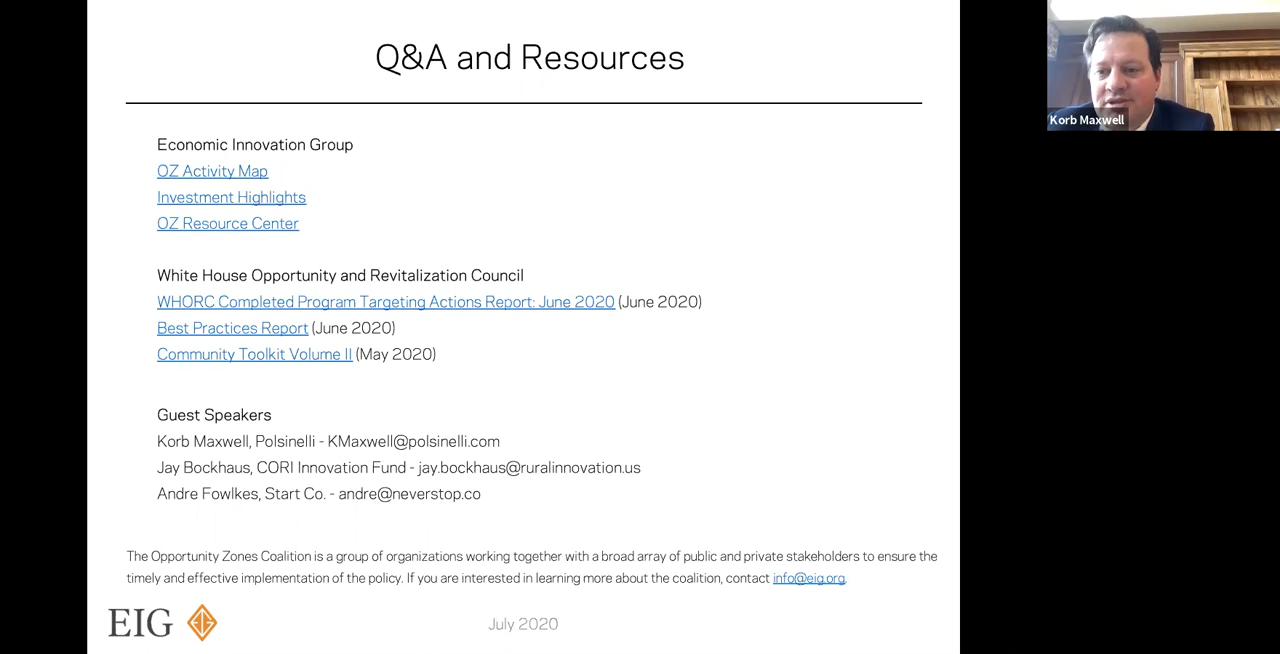 Q&A and Resources
Korb Maxwell
Economic Innovation Group
OZ Activity Map
Investment Highlights
OZ Resource Center
White House Opportunity and Revitalization Council
WHORC Completed Program Targeting Actions Report: June 2020 (June 2020)
Best Practices Report (June 2020)
Community Toolkit Volume II (May 2020)
Guest Speakers
Korb Maxwell, Polsinelli - KMaxwell@polsinelli.com
Jay Bockhaus, CORI Innovation Fund - jay.bockhaus@ruralinnovation.us
Andre Fowlkes, Start Co. - andre@neverstop.co
The Opportunity Zones Coalition is a group of organizations working together with a broad array of public and private stakeholders to ensure the
timely and effective implementation of the policy. If you are interested in learning more about the coalition, contact info@eig.org.
EIG
July 2020